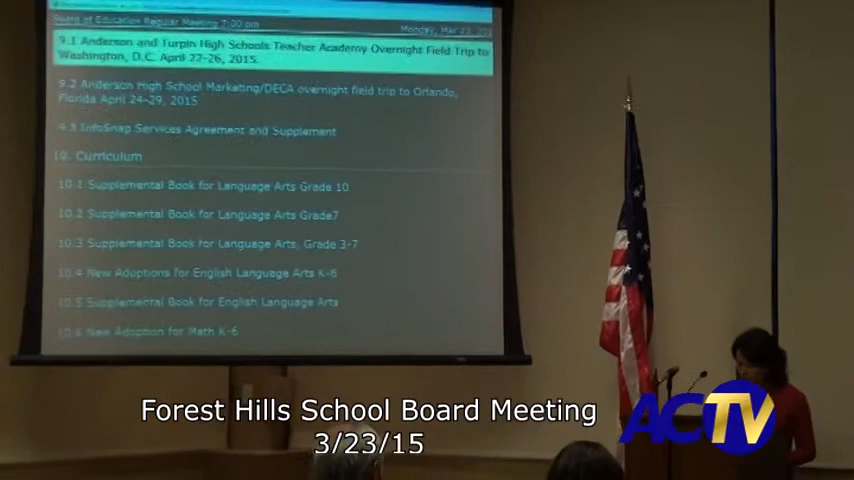 Board of Education Regular Meeting 7:00 pm
Monday, Mar 23, 201
9.1 Anderson and Turpin High Schools Teacher Academy Overnight Field Trip to
Washington, D.C. April 22-26, 2015.
9.2 Anderson High School Marketing/DECA overnight field trip to Orlando,
Florida April 24-29, 2015
9.3 InfoSnap Services Agreement and Supplement
10. Curriculum
10.1 Supplemental Book for Language Arts Grade 10
10.2 Supplemental Book for Language Arts Grade7
10.3 Supplemental Book for Language Arts, Grade 3-7
10.4 New Adoptions for English Language Arts K-6
10.5 Supplemental Book for English Language Arts
10.6 New Adoption for Math K-6
Forest Hills School Board Meeting
3/23/15
ACTV